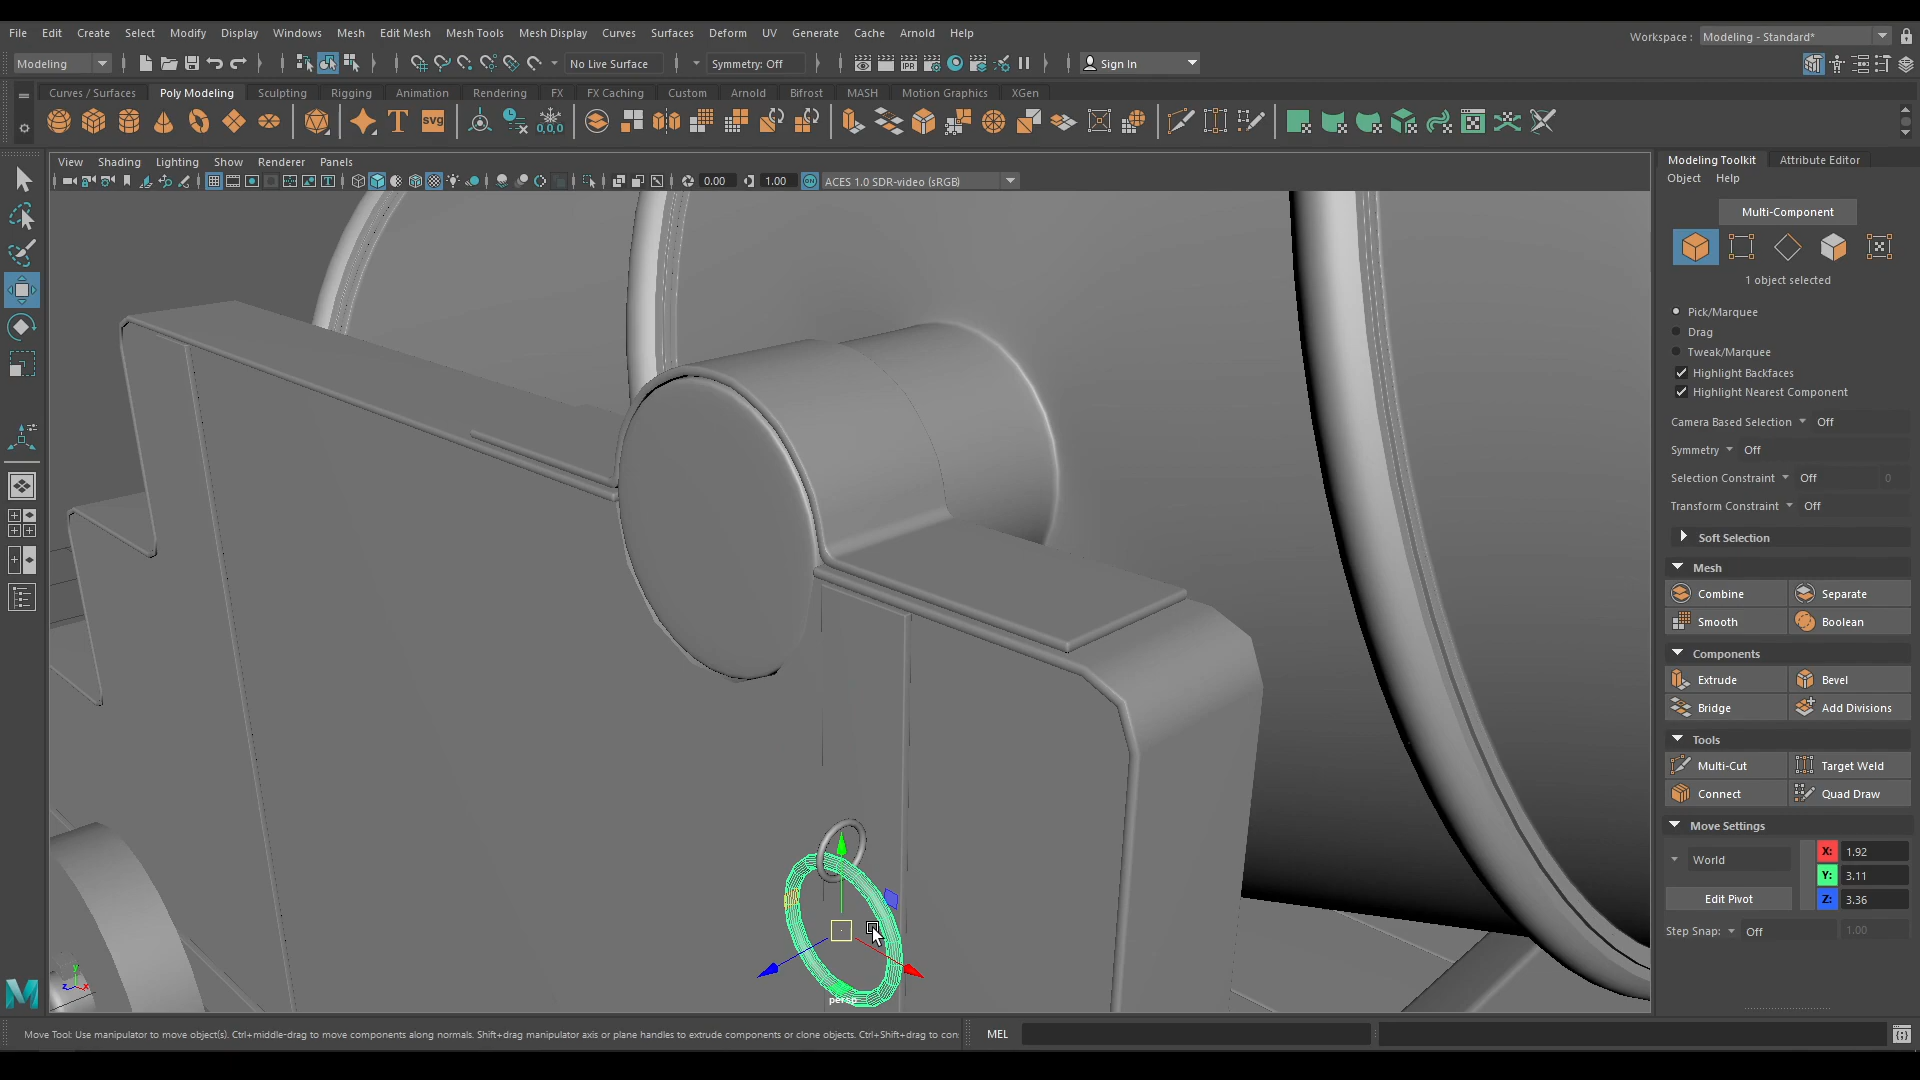 File Edit Create Select Modify Display Windows Mesh Edit Mesh Mesh Tools Mesh Display Curves Surfaces Deform UV Generate Cache Arnold Help
Workspace : Modeling - Standard*
Modeling
No Live Surface
Symmetry: Off
Sign In
Curves / Surfaces Poly Modeling Sculpting Rigging Animation Rendering FX FX Caching Custom Arnold Bifrost MASH Motion Graphics XGen
T svg
0,0,0
IPR
View Shading Lighting Show Renderer Panels
0.00 1.00 ACES 1.0 SDR-video (sRGB)
Modeling Toolkit Attribute Editor
Object Help
Multi-Component
1 object selected
Pick/Marquee
Drag
Tweak/Marquee
Highlight Backfaces
Highlight Nearest Component
Camera Based Selection Off
Symmetry Off
Selection Constraint Off 0
Transform Constraint Off
Soft Selection
Mesh
Combine Separate
Smooth Boolean
Components
Extrude Bevel
Bridge Add Divisions
Tools
Multi-Cut Target Weld
Connect Quad Draw
Move Settings
World
X: 1.92
Y: 3.11
Edit Pivot
Z: 3.36
Step Snap: Off 1.00
y
z x
persp
M
Move Tool: Use manipulator to move object(s). Ctrl+middle-drag to move components along normals. Shift+drag manipulator axis or plane handles to extrude components or clone objects. Ctrl+Shift+drag to con
MEL